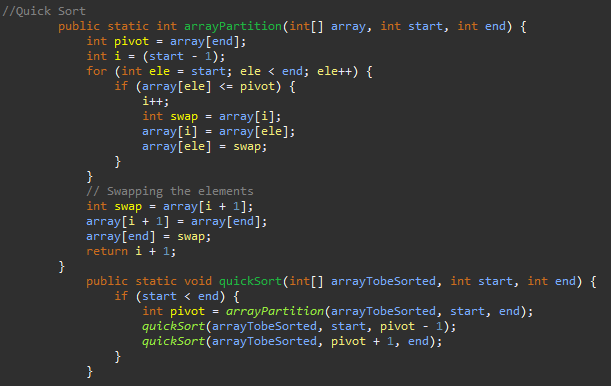 //Quick Sort
public static int arrayPartition(int[] array, int start, int end) {
int pivot = array[end];
int i = (start - 1);
for (int ele = start; ele < end; ele++) {
if (array[ele] <= pivot) {
i++;
int swap = array[i];
array[i] = array[ele];
array[ele] = swap;
}
}
// Swapping the elements
int swap = array[i + 1];
array[i + 1] = array[end];
array[end] = swap;
return i + 1;
}
public static void quickSort(int[] arrayTobeSorted, int start, int end) {
if (start < end) {
int pivot = arrayPartition(arrayTobeSorted, start, end);
quickSort(arrayTobeSorted, start, pivot - 1);
quickSort(arrayTobeSorted, pivot + 1, end);
}
}